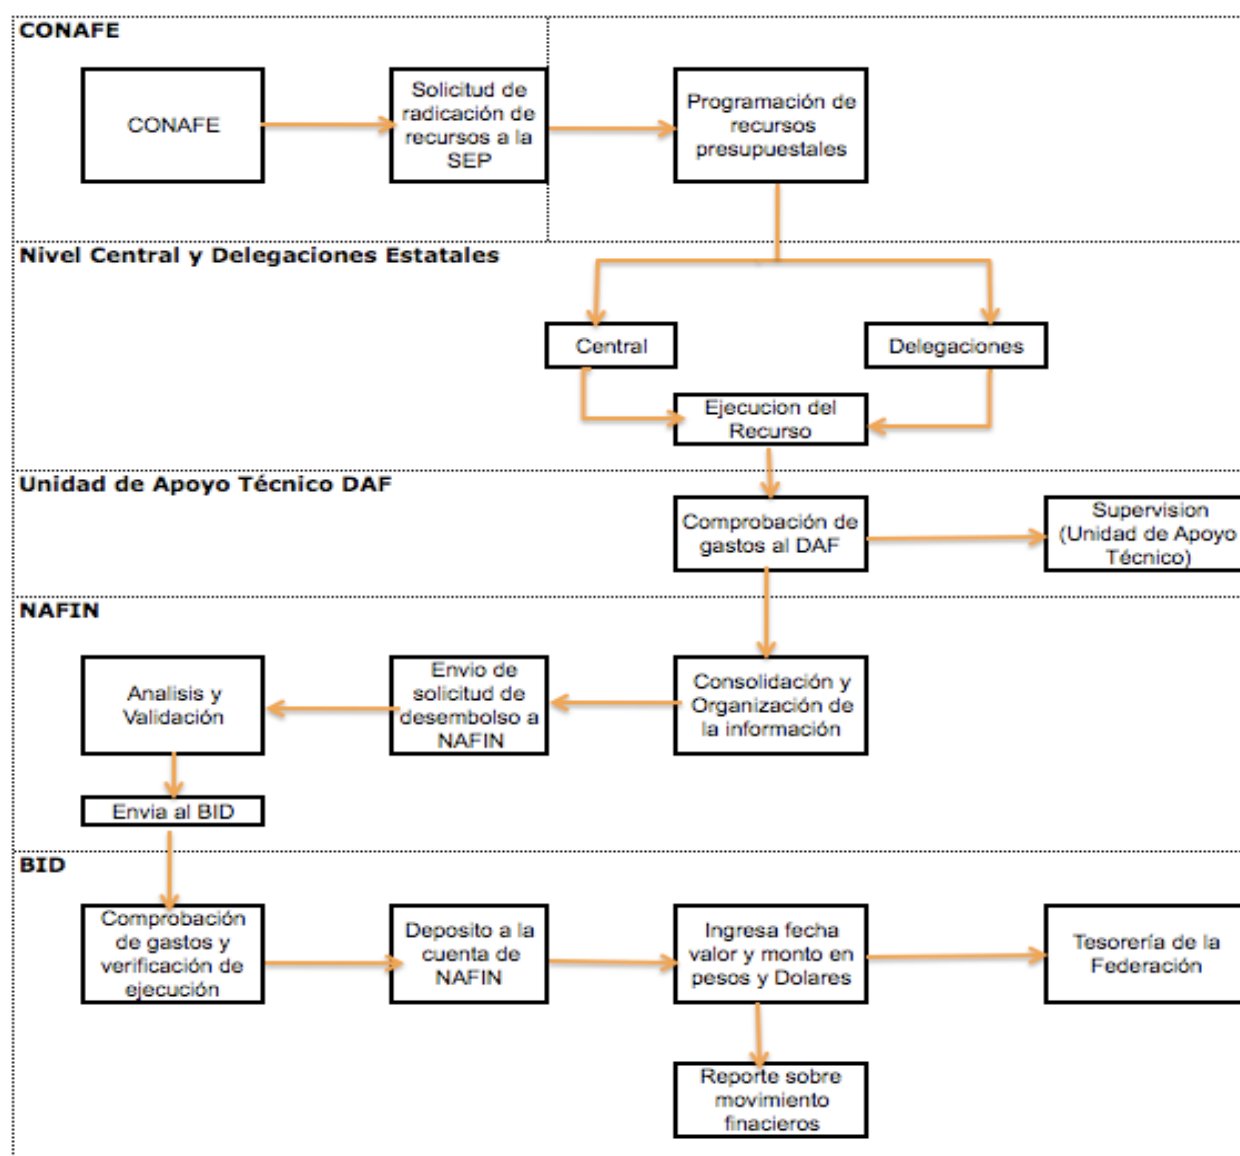 CONAFE
CONAFE
Solicitud de
radicación de
recursos a la
SEP
Programación de
recursos
presupuestales
Nivel Central y Delegaciones Estatales
Central
Delegaciones
Ejecucion del
Recurso
Unidad de Apoyo Técnico DAF
Comprobación de
gastos al DAF
Supervision
(Unidad de Apoyo
Técnico)
NAFIN
Analisis y
Validación
Envio de
solicitud de
desembolso a
NAFIN
Consolidación y
Organización de
la información
Envia al BID
BID
Comprobación
de gastos y
verificación de
ejecución
Deposito a la
cuenta de
NAFIN
Ingresa fecha
valor y monto en
pesos y Dolares
Tesorería de la
Federación
Reporte sobre
movimiento
finacieros